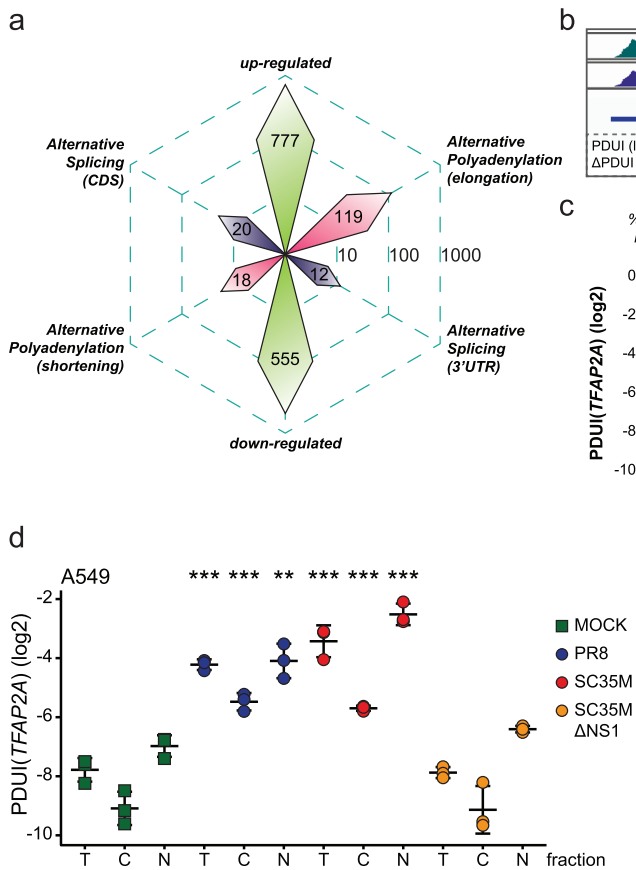 a
b
up-regulated
Alternative
Splicing
(CDS)
Alternative
Polyadenylation
(elongation)
777
119
20
10
100
1000
18
12
Alternative
Polyadenylation
(shortening)
Alternative
Splicing
(3'UTR)
555
down-regulated
PDUI (
ΔPDUI
c
%
0
-2
-4
-6
-8
-10
PDUI(TFAP2A) (log2)
d
A549
*** *** ** *** *** ***
-2
-4
-6
-8
-10
PDUI(TFAP2A) (log2)
MOCK
PR8
SC35M
SC35M
ΔNS1
T C N T C N T C N T C N fraction